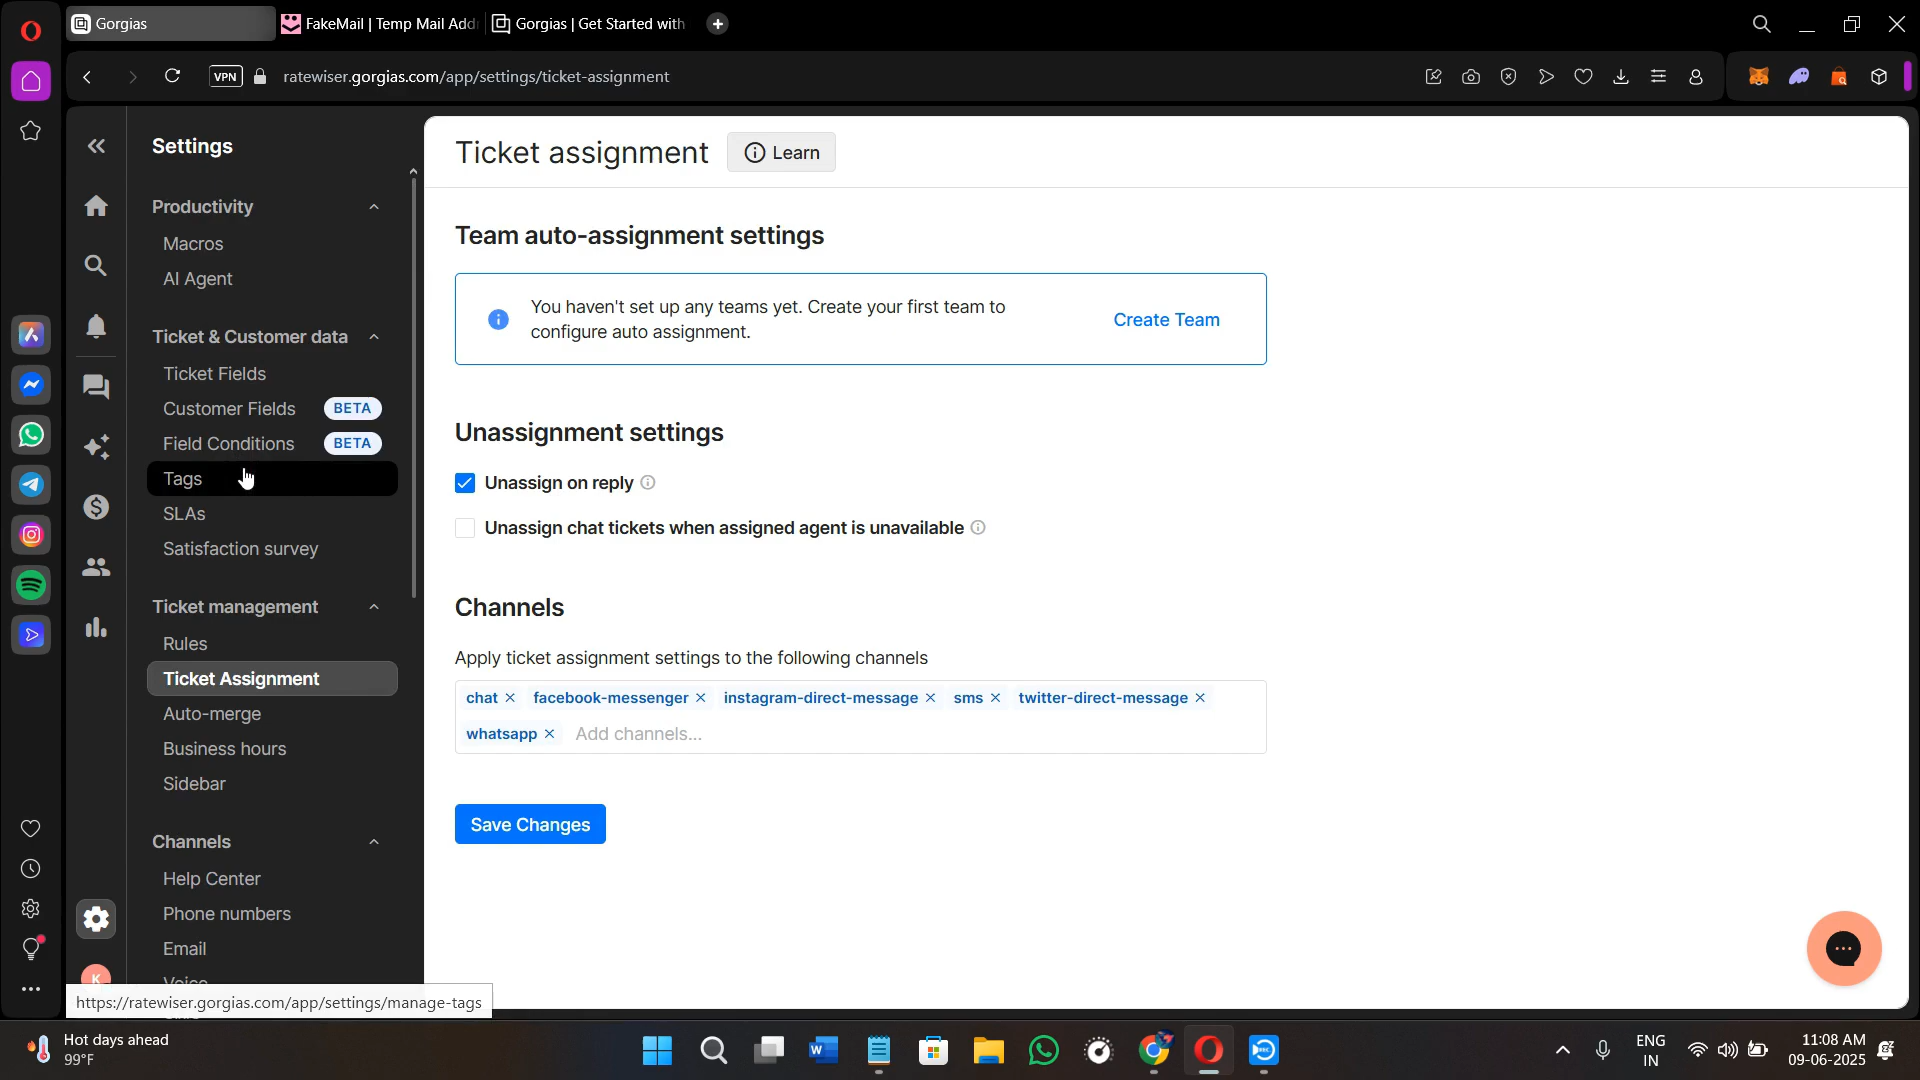 Gorgias
FakeMail | Temp Mail Add
Gorgias | Get Started with
VPN
ratewiser.gorgias.com/app/settings/ticket-assignment
Settings
Productivity
Macros
AI Agent
Ticket & Customer data
Ticket Fields
Customer Fields BETA
Field Conditions BETA
Tags
SLAs
Satisfaction survey
Ticket management
Rules
Ticket Assignment
Auto-merge
Business hours
Sidebar
Channels
Help Center
Phone numbers
Email
Voice
K
https://ratewiser.gorgias.com/app/settings/manage-tags
Ticket assignment
Learn
Team auto-assignment settings
You haven't set up any teams yet. Create your first team to
configure auto assignment.
Create Team
Unassignment settings
Unassign on reply
Unassign chat tickets when assigned agent is unavailable
Channels
Apply ticket assignment settings to the following channels
chat × facebook-messenger × instagram-direct-message × sms × twitter-direct-message ×
whatsapp × Add channels...
Save Changes
Hot days ahead
99°F
ENG
IN
11:08 AM
09-06-2025